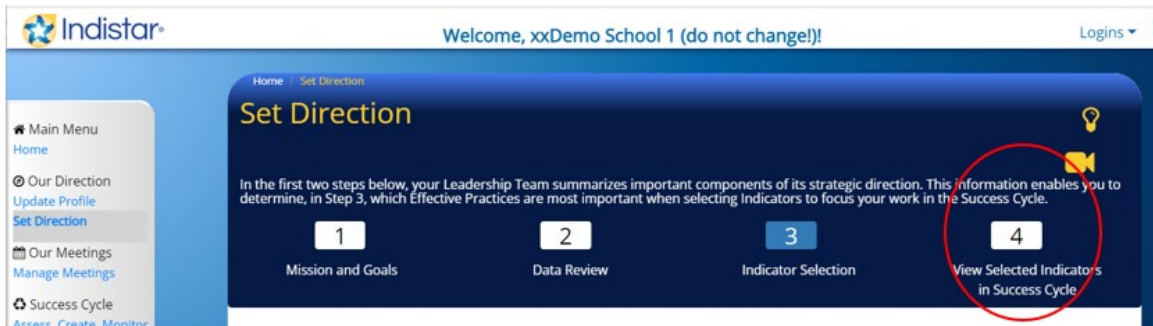 Indistar®
Welcome, xxDemo School 1 (do not change!)!
Logins
Home / Set Direction
Set Direction
Main Menu
Home
Our Direction
Update Profile
Set Direction
Our Meetings
Manage Meetings
Success Cycle
Assess, Create, Monitor
In the first two steps below, your Leadership Team summarizes important components of its strategic direction. This information enables you to
determine, in Step 3, which Effective Practices are most important when selecting Indicators to focus your work in the Success Cycle.
1
Mission and Goals
2
Data Review
3
Indicator Selection
4
View Selected Indicators
in Success Cycle